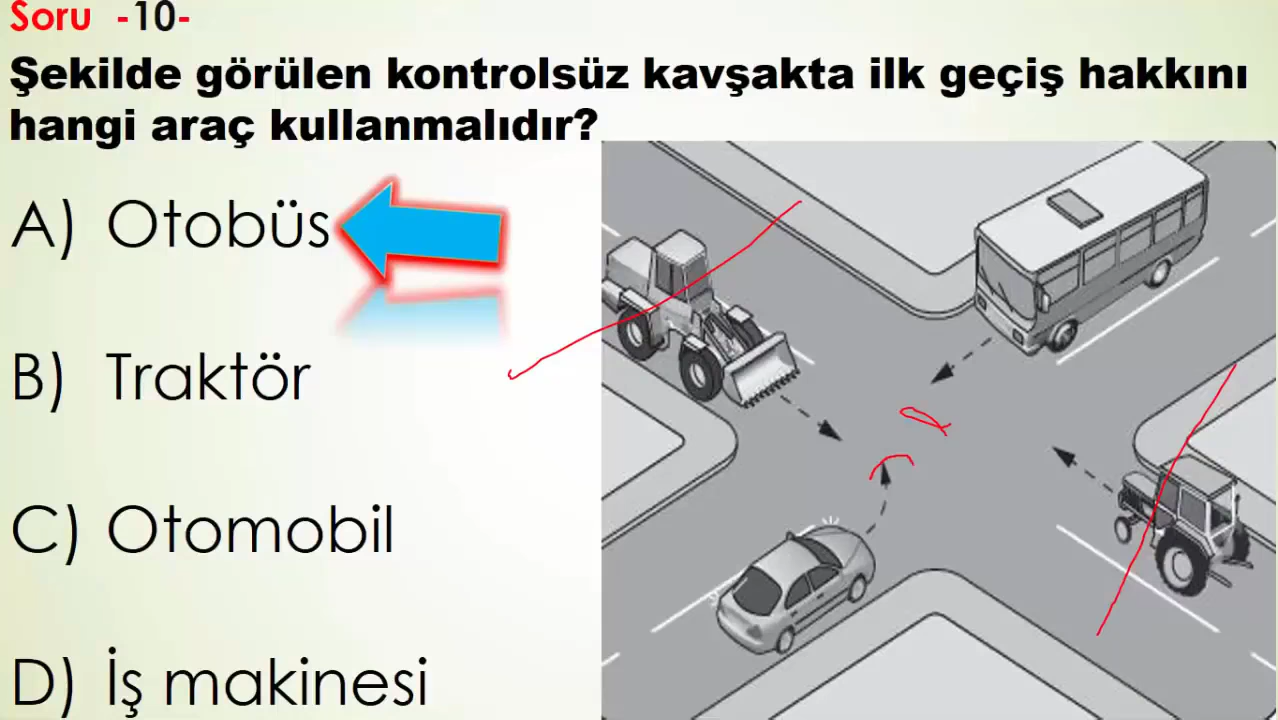 Soru -10-
Şekilde görülen kontrolsüz kavşakta ilk geçiş hakkını
hangi araç kullanmalıdır?
A) Otobüs
B) Traktör
C) Otomobil
D) İş makinesi